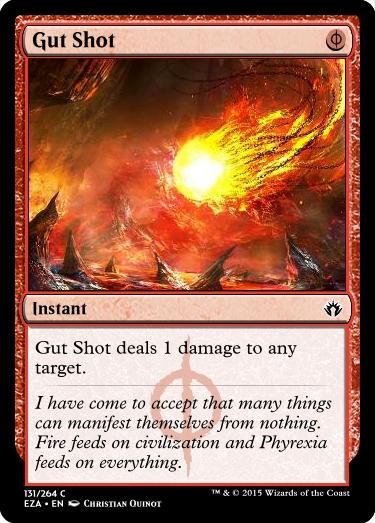 Gut Shot
Instant
Gut Shot deals 1 damage to any
target.
I have come to accept that many things
can manifest themselves from nothing.
Fire feeds on civilization and Phyrexia
feeds on everything.
131/264 C
EZA • EN Christian Quinot
™ & © 2015 Wizards of the Coast